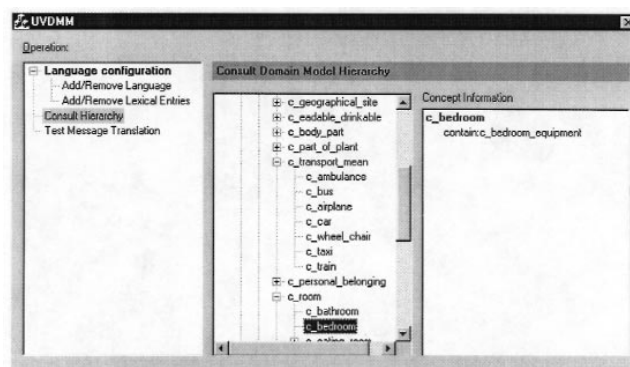 UVDMM
Operation:
Language configuration
Add/Remove Language
Add/Remove Lexical Entries
Consult Hierarchy
Test Message Translation
Consult Domain Model Hierarchy
c_geographical_site
c_eadable_drinkable
c_body_part
c_part_of_plant
c_transport_mean
c_ambulance
c_bus
c_airplane
c_car
c_wheel_chair
c_taxi
c_train
c_personal_belonging
c_room
c_bathroom
c_bedroom
c_eating_room
Concept Information
c_bedroom
contain:c_bedroom_equipment